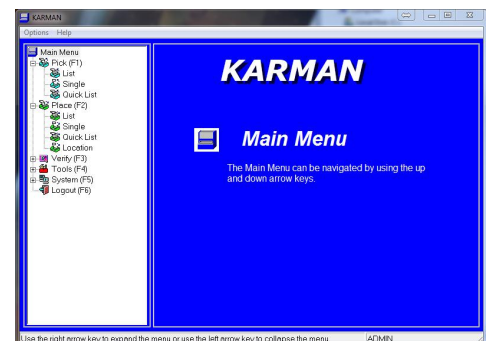 KARMAN
Options Help
Main Menu
Pick (F1)
List
Single
Quick List
Place (F2)
List
Single
Quick List
Location
Verify (F3)
Tools (F4)
System (F5)
Logout (F6)
KARMAN
Main Menu
The Main Menu can be navigated by using the up
and down arrow keys.
Use the right arrow key to expand the menu or use the left arrow key to collapse the menu
ADMIN